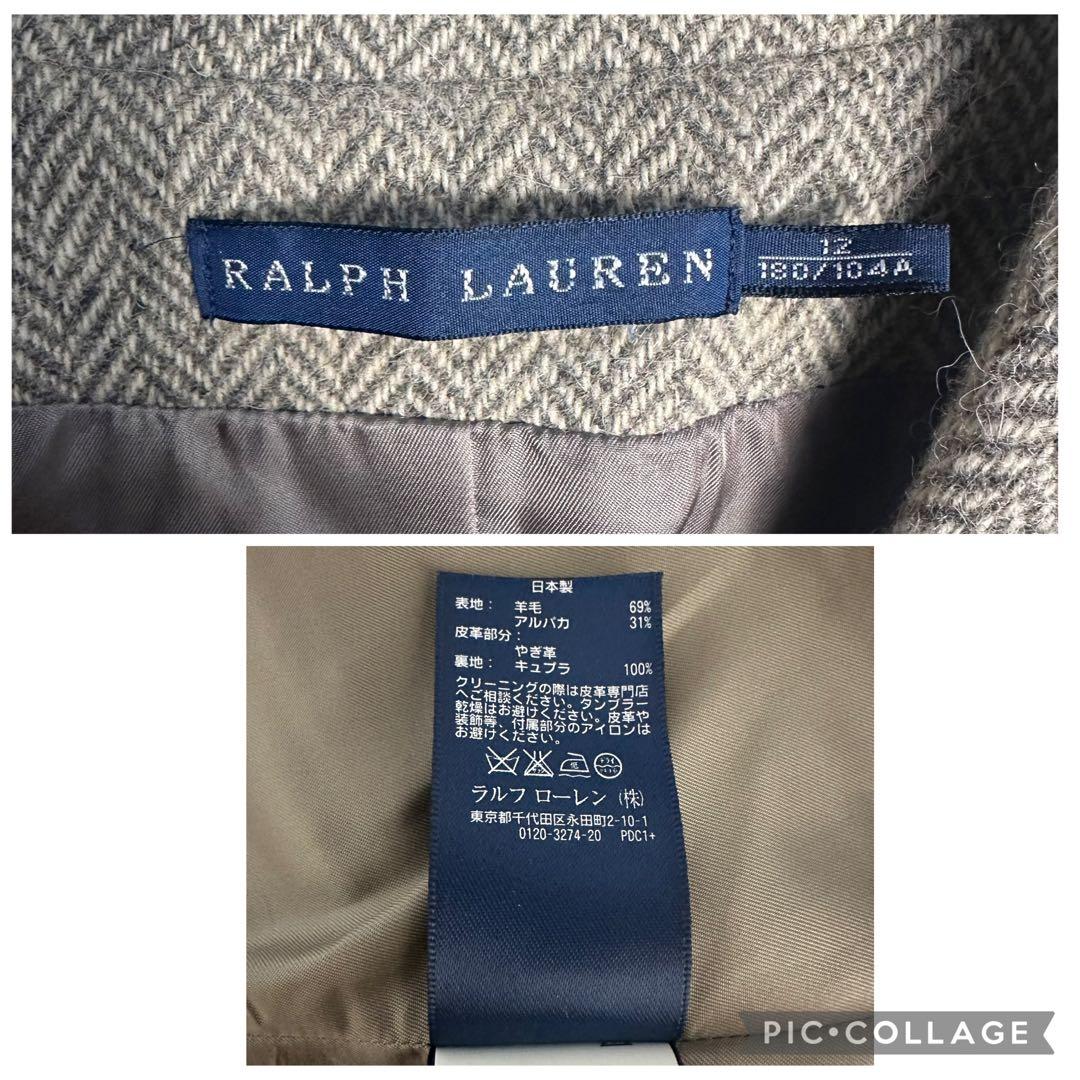 RALPH LAUREN
12
180/104A
日本製
表地： 羊毛 69%
アルパカ 31%
皮革部分：
やぎ革
裏地： キュプラ 100%
クリーニングの際は皮革専門店
へご相談ください。タンブラー
乾燥はお避けください。皮革や
装飾等、付属部分のアイロンは
お避けください。
ラルフ ローレン（株）
東京都千代田区永田町2-10-1
0120-3274-20 PDC1+
PIC•COLLAGE